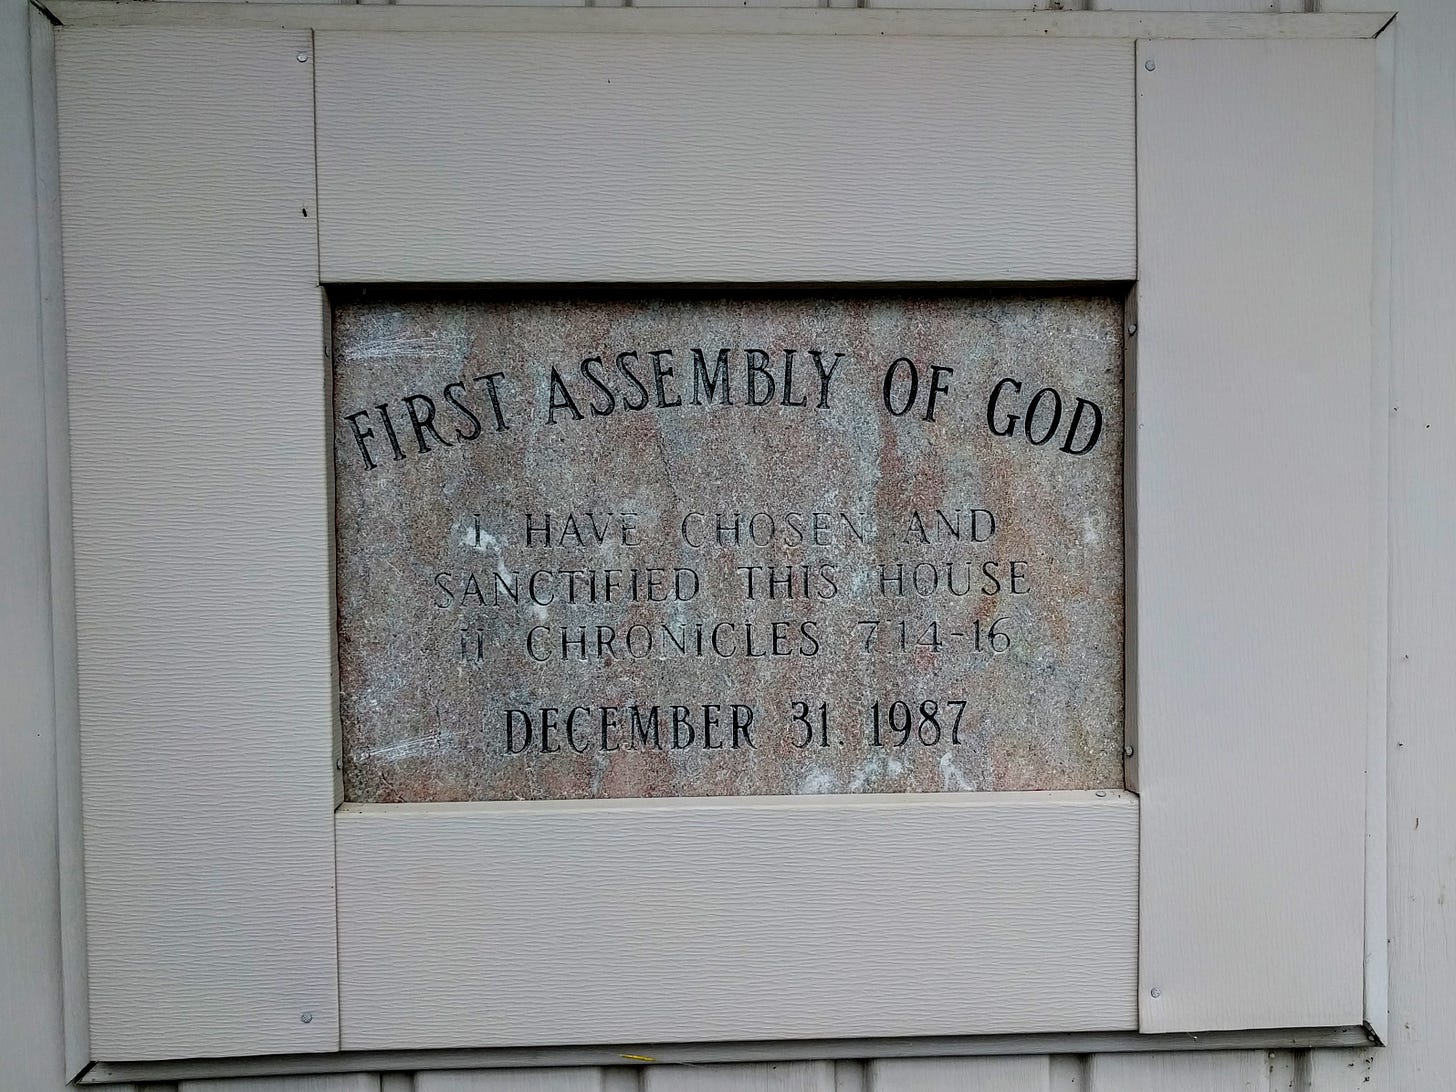 FIRST ASSEMBLY OF GOD
I HAVE CHOSEN AND
SANCTIFIED THIS HOUSE
II CHRONICLES 7:14-16
DECEMBER 31, 1987